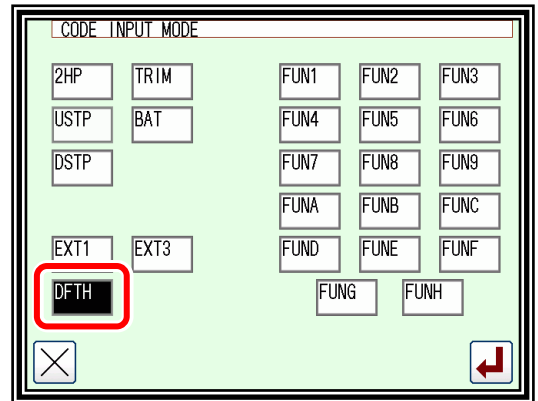 CODE INPUT MODE
2HP TRIM FUN1 FUN2 FUN3
USTP BAT FUN4 FUN5 FUN6
DSTP FUN7 FUN8 FUN9
FUNA FUNB FUNC
EXT1 EXT3 FUND FUNE FUNF
DFTH FUNG FUNH